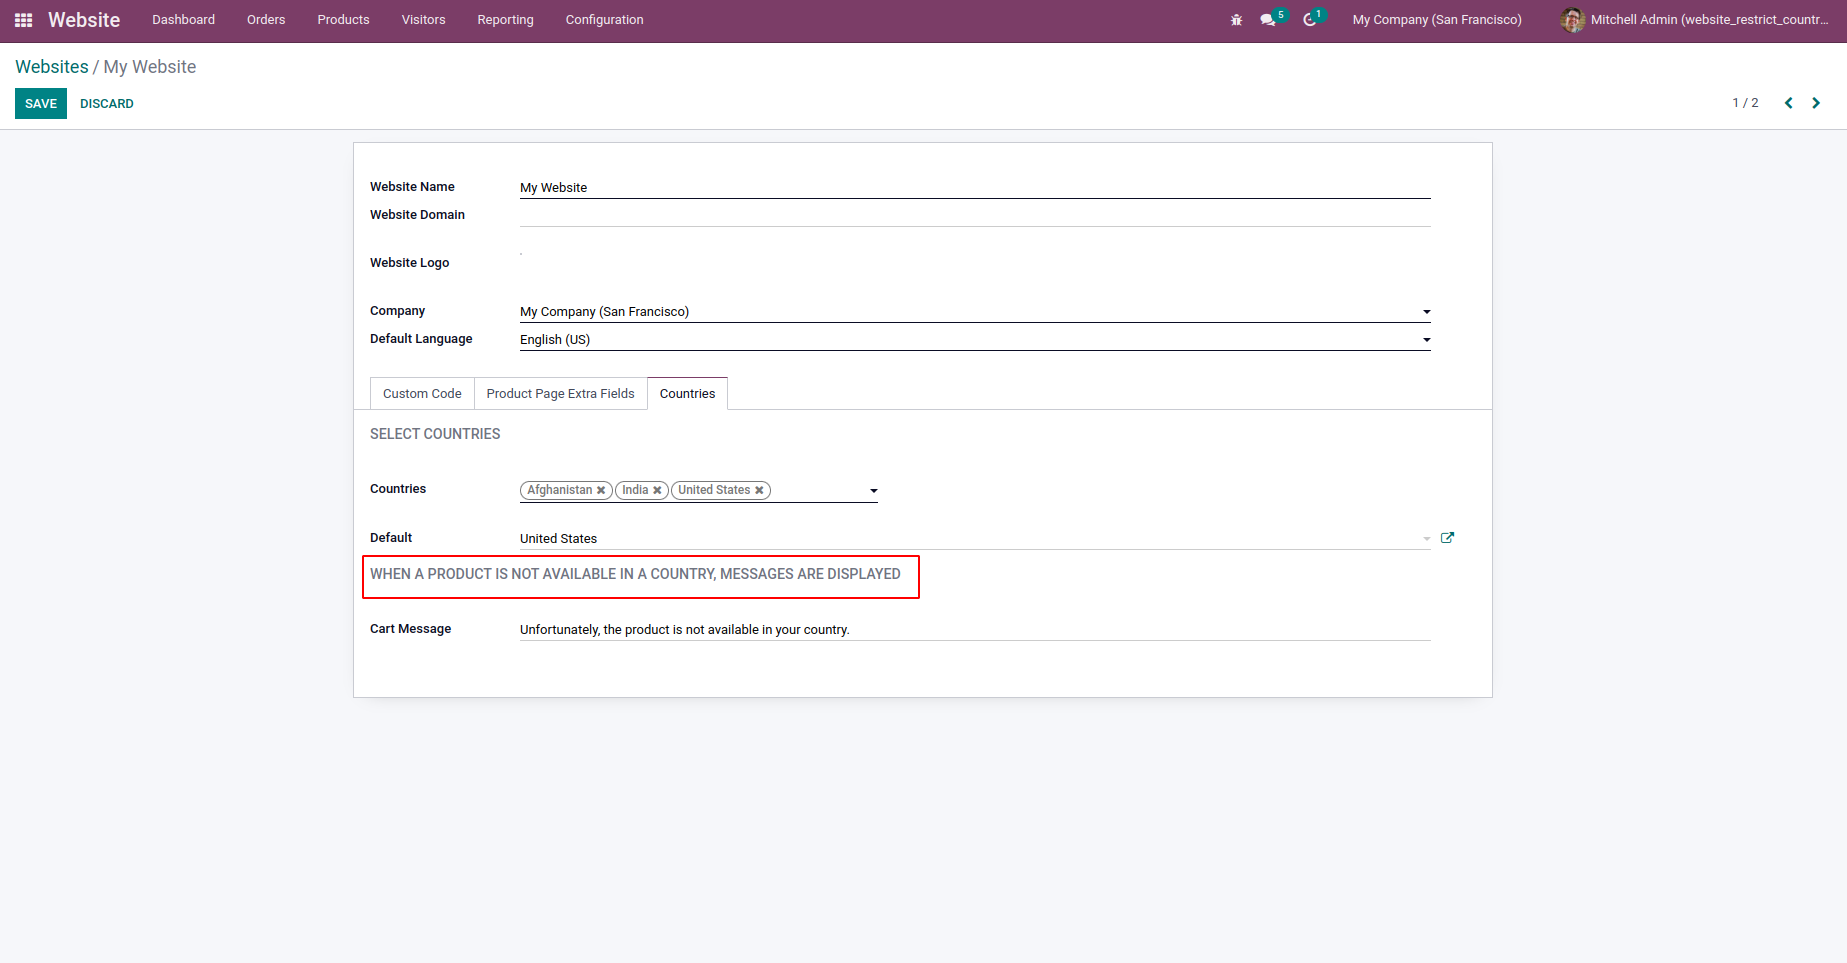 Website Dashboard Orders Products Visitors Reporting Configuration 5 1 My Company (San Francisco) Mitchell Admin (website_restrict_countr...
Websites / My Website
SAVE DISCARD 1 / 2
Website Name My Website
Website Domain
Website Logo
Company My Company (San Francisco)
Default Language English (US)
Custom Code Product Page Extra Fields Countries
SELECT COUNTRIES
Countries Afghanistan India United States
Default United States
WHEN A PRODUCT IS NOT AVAILABLE IN A COUNTRY, MESSAGES ARE DISPLAYED
Cart Message Unfortunately, the product is not available in your country.